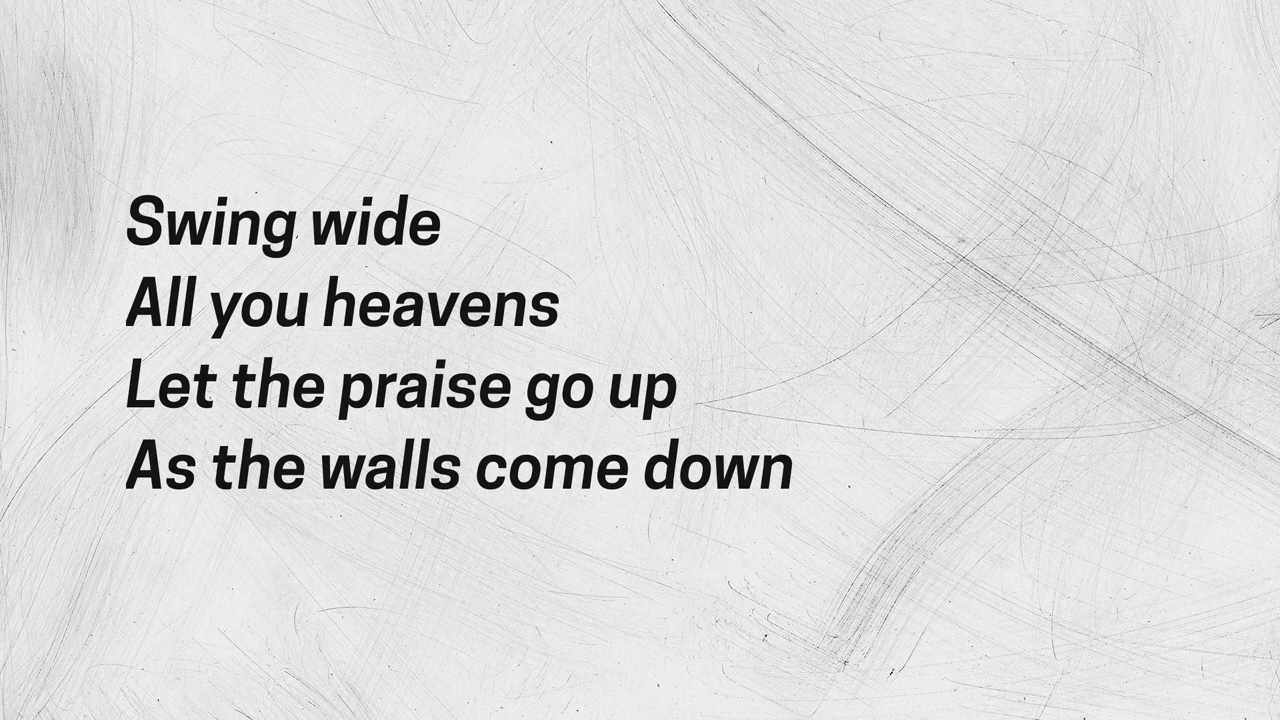 Swing wide
All you heavens
Let the praise go up
As the walls come down